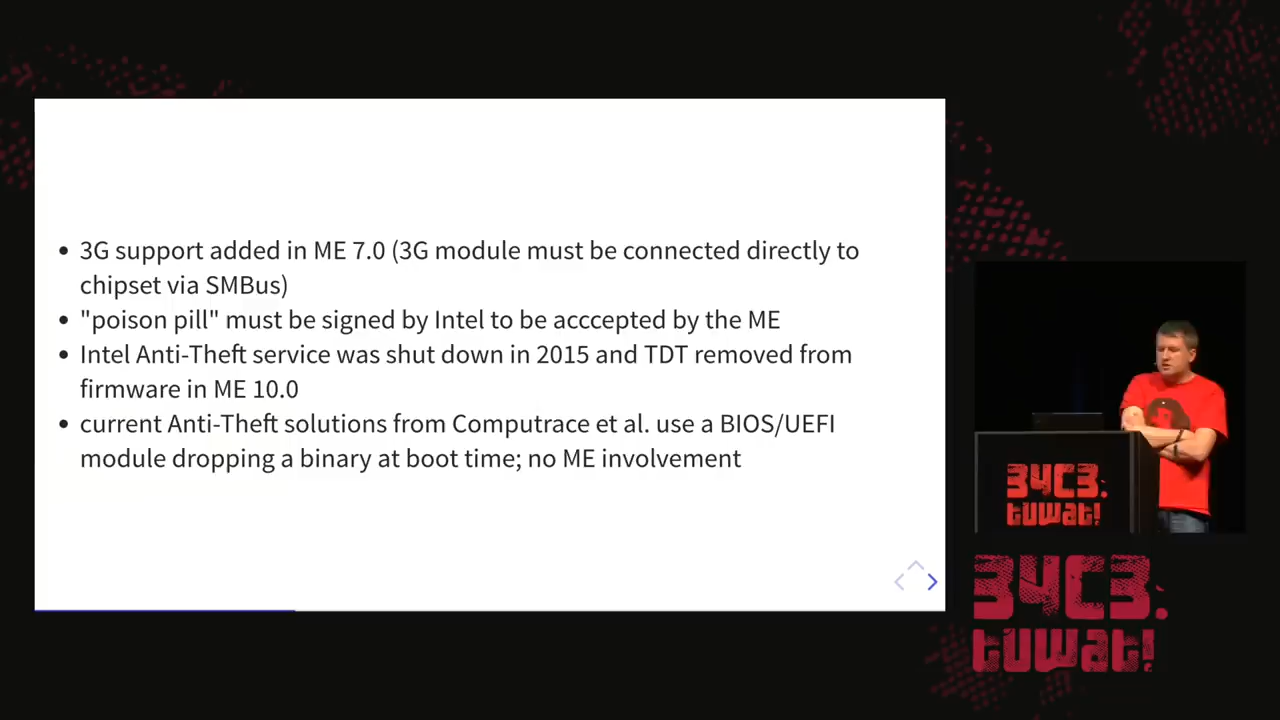 • 3G support added in ME 7.0 (3G module must be connected directly to
chipset via SMBus)
• "poison pill" must be signed by Intel to be acccepted by the ME
• Intel Anti-Theft service was shut down in 2015 and TDT removed from
firmware in ME 10.0
• current Anti-Theft solutions from Computrace et al. use a BIOS/UEFI
module dropping a binary at boot time; no ME involvement
34C3.
tuwat!
34C3.
tuwat!